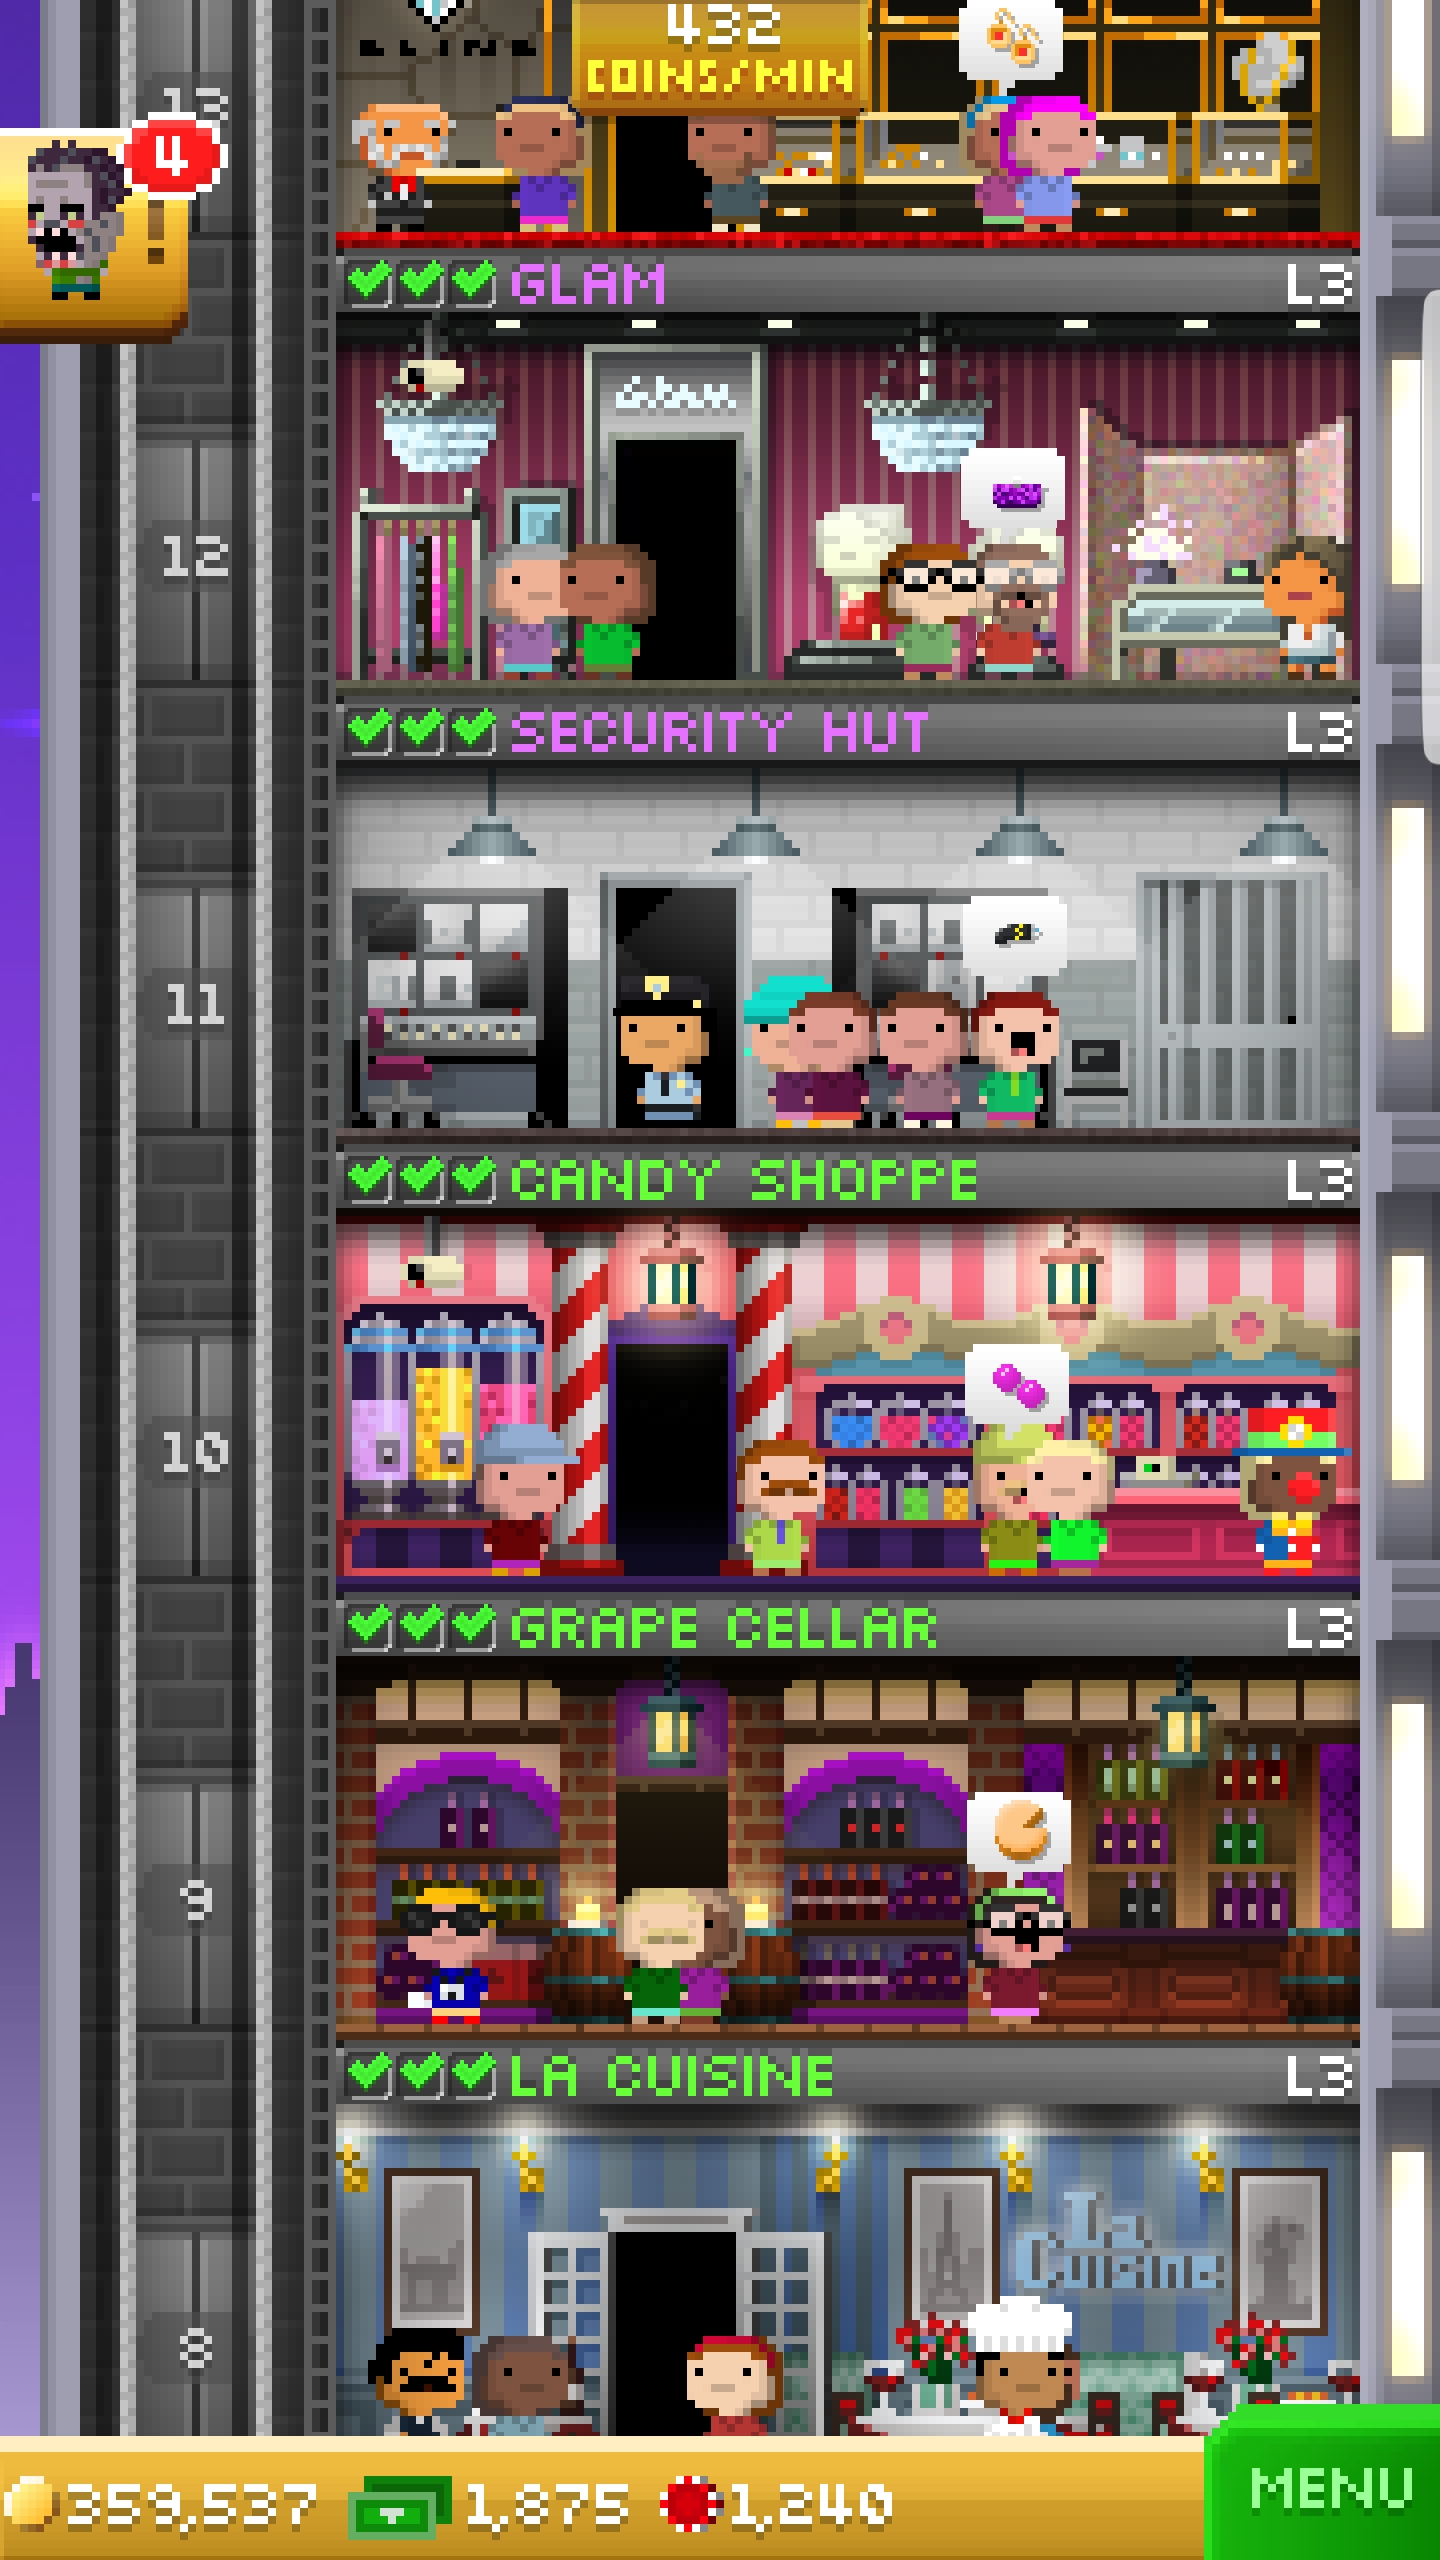 432
COINS/MIN
BLING
13
4
!
GLAM L3
Glam
12
SECURITY HUT L3
11
CANDY SHOPPE L3
10
GRAPE CELLAR L3
9
LA CUISINE L3
La
Cuisine
8
359,537 1,875 1,240
MENU